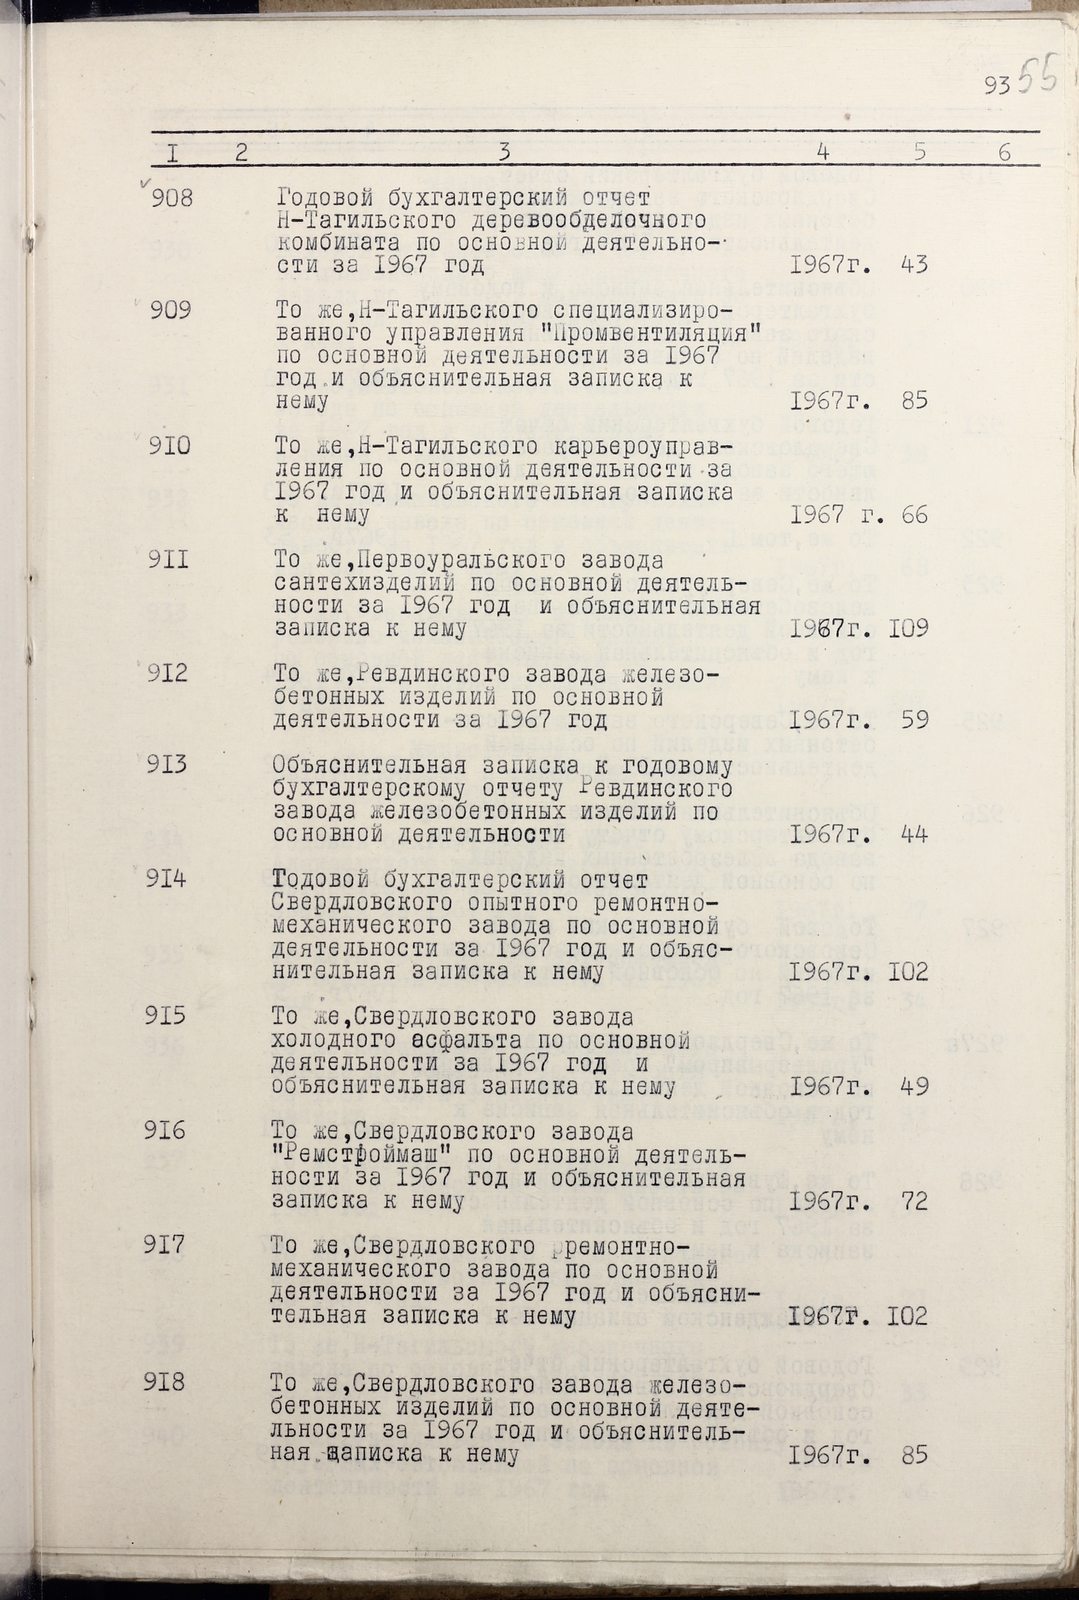 93 55
I 2 3 4 5 6
908 Годовой бухгалтерский отчет
Н-Тагильского деревообделочного
комбината по основной деятельно-
сти за 1967 год 1967г. 43
909 То же,Н-Тагильского специализиро-
ванного управления "Промвентиляция"
по основной деятельности за 1967
год и объяснительная записка к
нему 1967г. 85
910 То же,Н-Тагильского карьероуправ-
ления по основной деятельности за
1967 год и объяснительная записка
к нему 1967 г. 66
911 То же,Первоуральского завода
сантехизделий по основной деятель-
ности за 1967 год и объяснительная
записка к нему 1967г. 109
912 То же,Ревдинского завода железо-
бетонных изделий по основной
деятельности за 1967 год 1967г. 59
913 Объяснительная записка к годовому
бухгалтерскому отчету Ревдинского
завода железобетонных изделий по
основной деятельности 1967г. 44
914 Годовой бухгалтерский отчет
Свердловского опытного ремонтно-
механического завода по основной
деятельности за 1967 год и объяс-
нительная записка к нему 1967г. 102
915 То же,Свердловского завода
холодного асфальта по основной
деятельности за 1967 год и
объяснительная записка к нему 1967г. 49
916 То же,Свердловского завода
"Ремстроймаш" по основной деятель-
ности за 1967 год и объяснительная
записка к нему 1967г. 72
917 То же,Свердловского рремонтно-
механического завода по основной
деятельности за 1967 год и объясни-
тельная записка к нему 1967г. 102
918 То же,Свердловского завода железо-
бетонных изделий по основной деяте-
льности за 1967 год и объяснитель-
ная записка к нему 1967г. 85